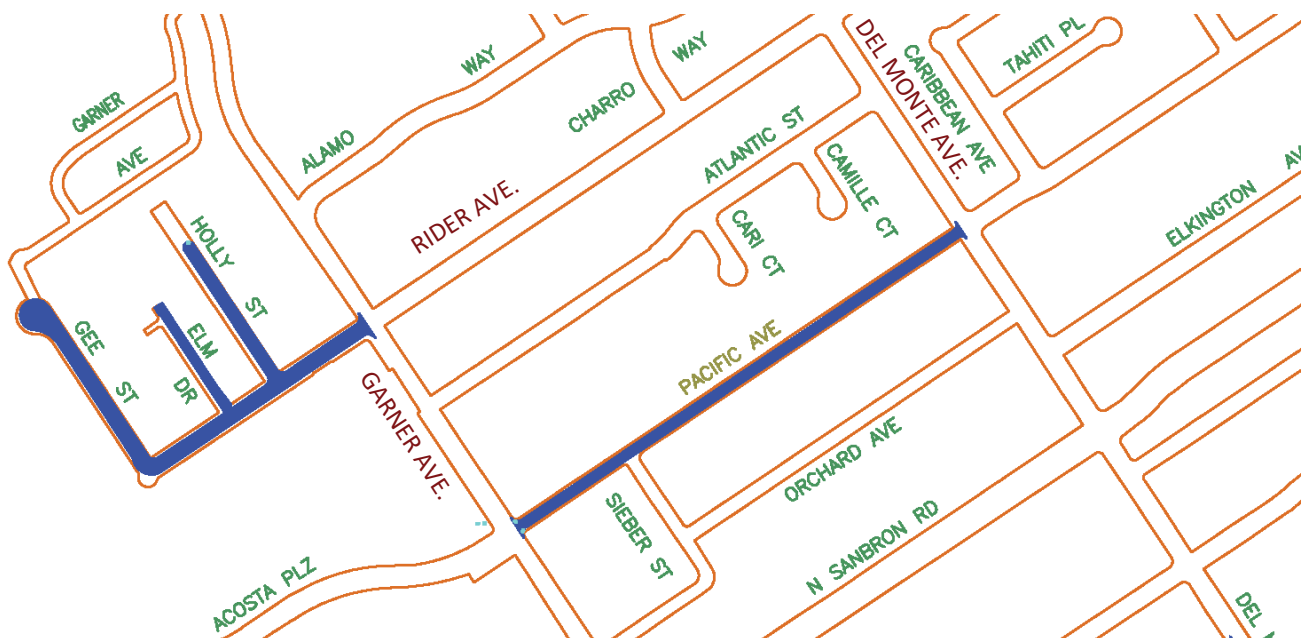 WAY
WAY
GARNER
AVE
ALAMO
CHARRO
RIDER AVE.
ATLANTIC ST
DEL MONTE AVE.
CARIBBEAN AVE
TAHITI PL
CAMILLE CT
CARI CT
ELKINGTON
AV
HOLLY
ST
GEE
ST
ELM
DR
PACIFIC AVE
GARNER AVE.
ORCHARD AVE
SIEBER ST
N SANBRON RD
ACOSTA PLZ
DEL